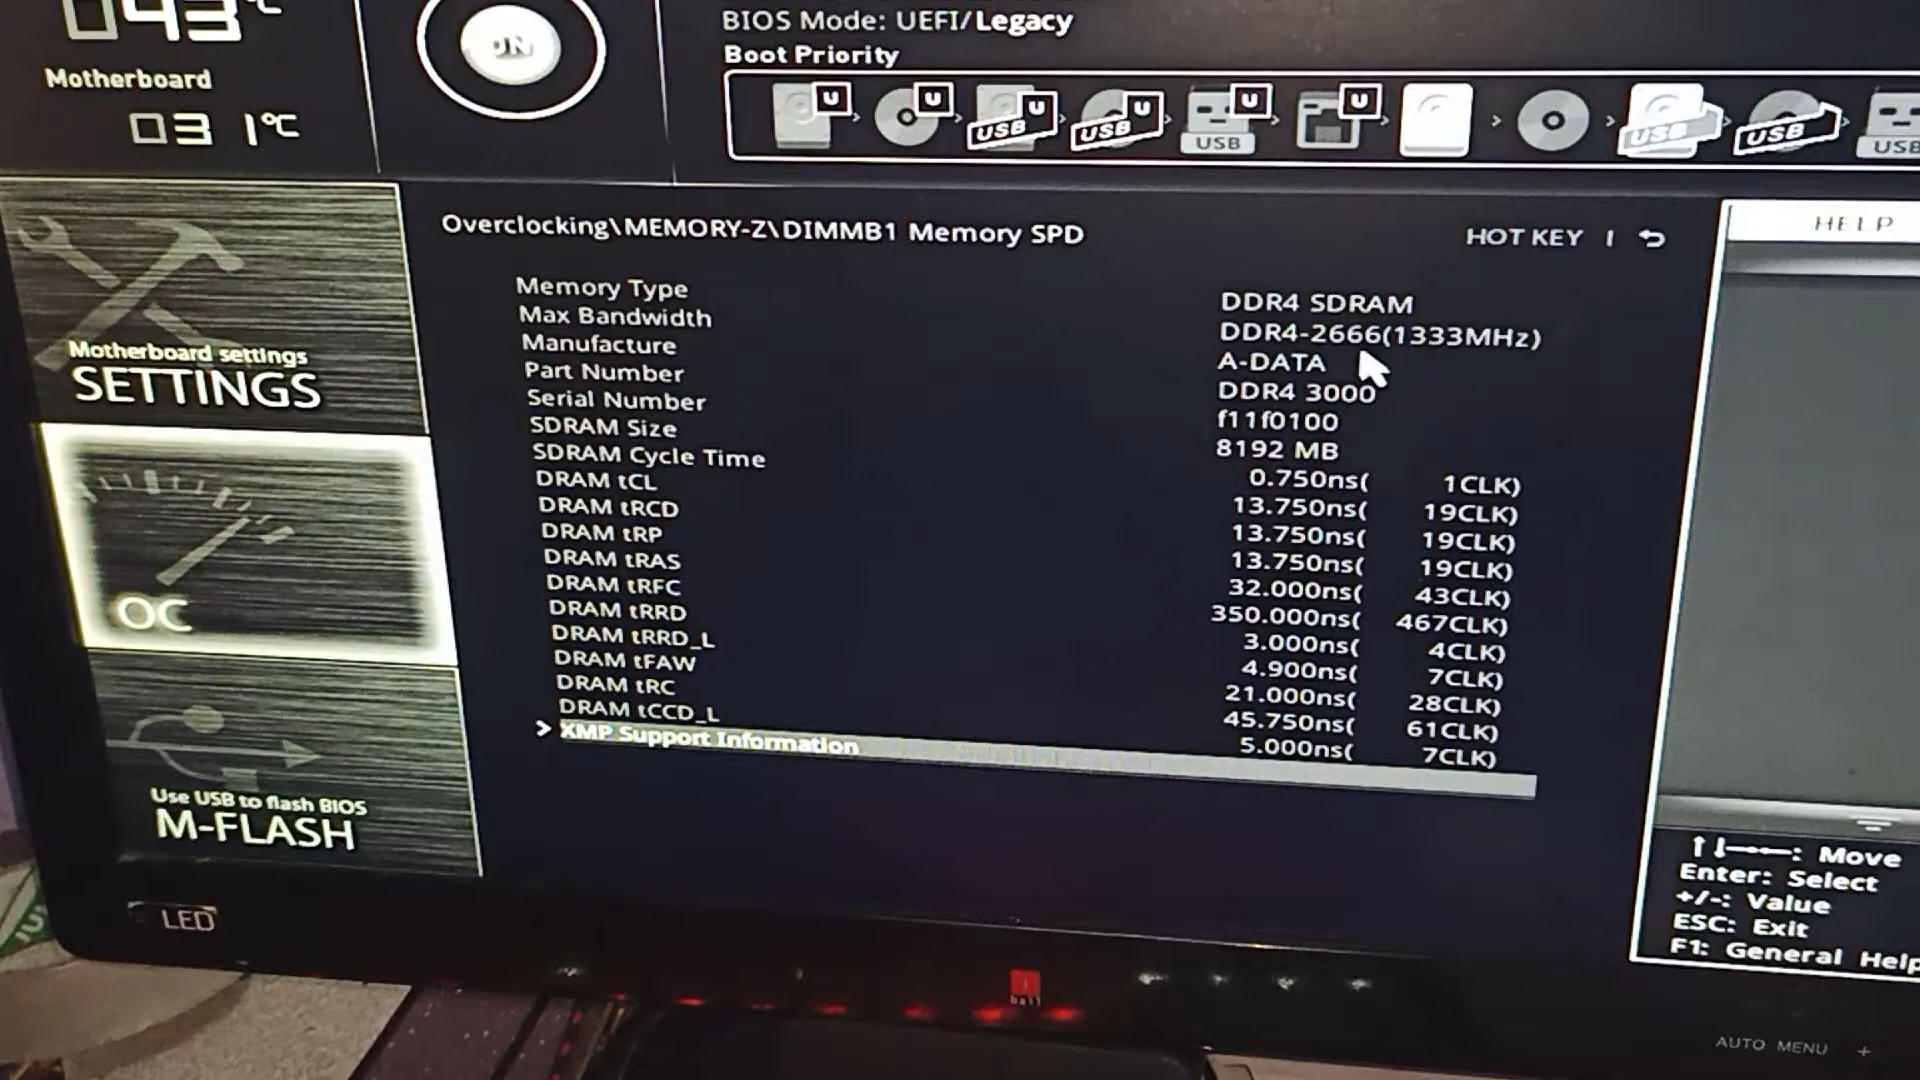 043°C
BIOS Mode: UEFI/Legacy
Boot Priority
Motherboard
031°C
U U U U U U
USB USB USB USB USB USB
Overclocking\MEMORY-Z\DIMMB1 Memory SPD
HOT KEY |
HELP
Memory Type DDR4 SDRAM
Max Bandwidth DDR4-2666(1333MHz)
Manufacture A-DATA
Part Number DDR4 3000
Serial Number f11f0100
SDRAM Size 8192 MB
SDRAM Cycle Time 0.750ns( 1CLK)
DRAM tCL 13.750ns( 19CLK)
DRAM tRCD 13.750ns( 19CLK)
DRAM tRP 13.750ns( 19CLK)
DRAM tRAS 32.000ns( 43CLK)
DRAM tRFC 350.000ns( 467CLK)
DRAM tRRD 3.000ns( 4CLK)
DRAM tRRD_L 4.900ns( 7CLK)
DRAM tFAW 21.000ns( 28CLK)
DRAM tRC 45.750ns( 61CLK)
DRAM tCCD_L 5.000ns( 7CLK)
> XMP Support Information
Motherboard settings
SETTINGS
OC
Use USB to flash BIOS
M-FLASH
: Move
Enter: Select
+/-: Value
ESC: Exit
F1: General Help
LED
ball
AUTO MENU +